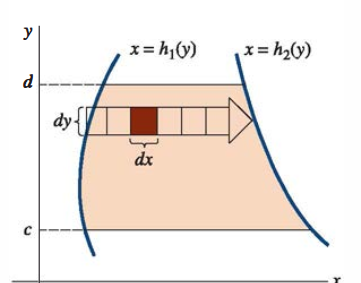 y
x = h₁(y)
x = h₂(y)
d
dy
dx
c
x